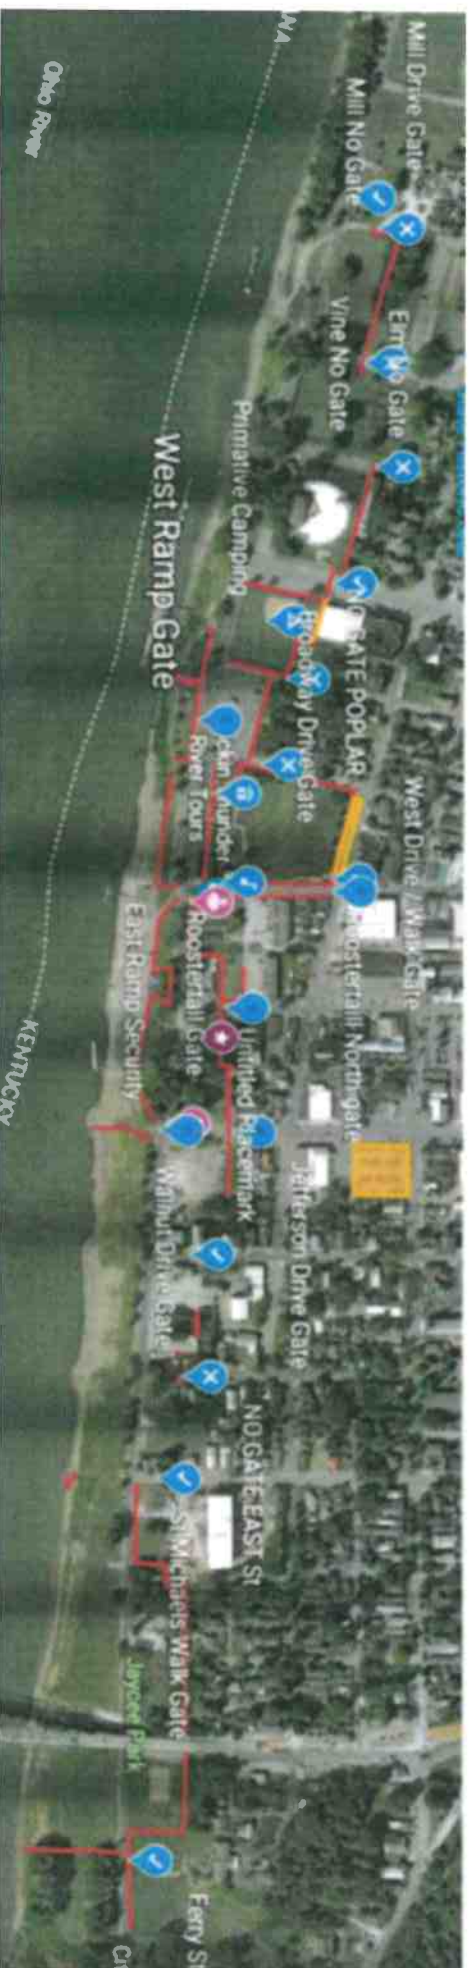 Mill Drive Gate
Mill No Gate
Ohio River
Elm No Gate
Vine No Gate
Primative Camping
West Ramp Gate
NO GATE POPLAR
Broadway Drive Gate
West Drive / Walk Gate
River Tours
Roostertail Northgate
Roostertail Gate
East Ramp Security
KENTUCKY
Untitled Placemark
Jefferson Drive Gate
Walnut Drive Gate
NO GATE EAST St
St Michaels Walk Gate
Jaycee Park
Ferry St